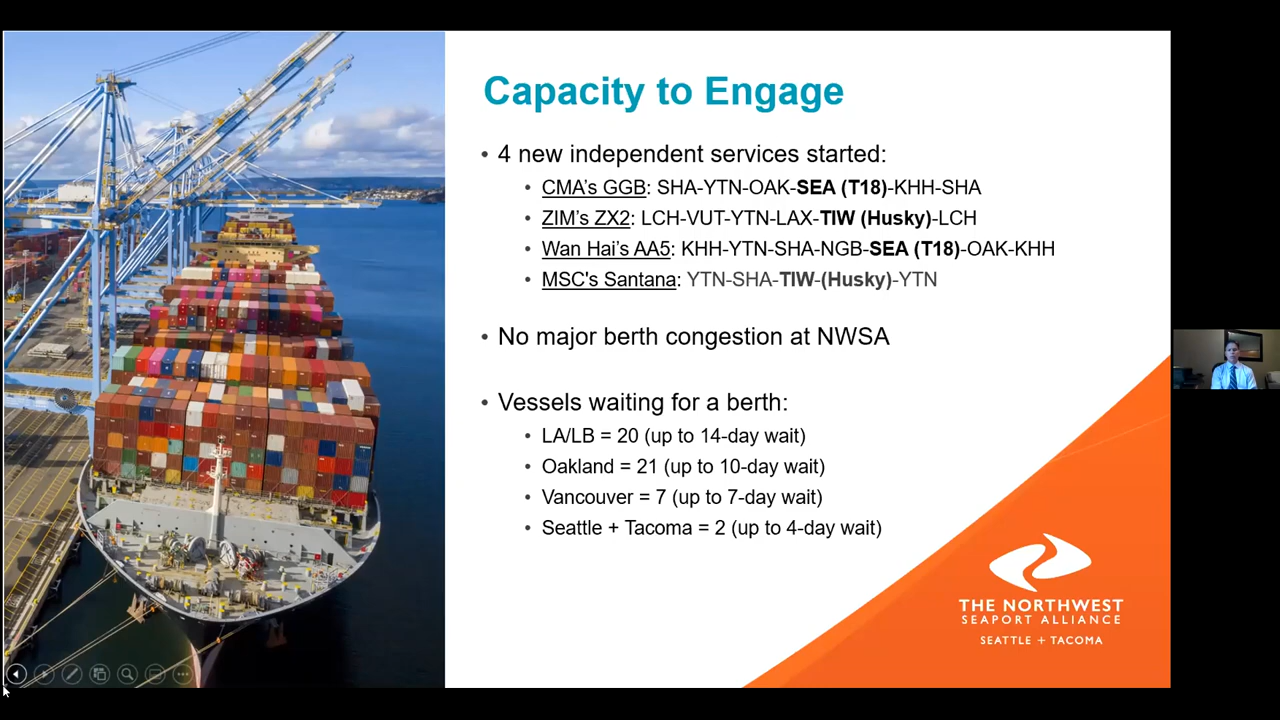 Capacity to Engage
• 4 new independent services started:
• CMA's GGB: SHA-YTN-OAK-SEA (T18)-KHH-SHA
• ZIM's ZX2: LCH-VUT-YTN-LAX-TIW (Husky)-LCH
• Wan Hai's AA5: KHH-YTN-SHA-NGB-SEA (T18)-OAK-KHH
• MSC's Santana: YTN-SHA-TIW-(Husky)-YTN
• No major berth congestion at NWSA
• Vessels waiting for a berth:
• LA/LB = 20 (up to 14-day wait)
• Oakland = 21 (up to 10-day wait)
• Vancouver = 7 (up to 7-day wait)
• Seattle + Tacoma = 2 (up to 4-day wait)
THE NORTHWEST
SEAPORT ALLIANCE
SEATTLE + TACOMA